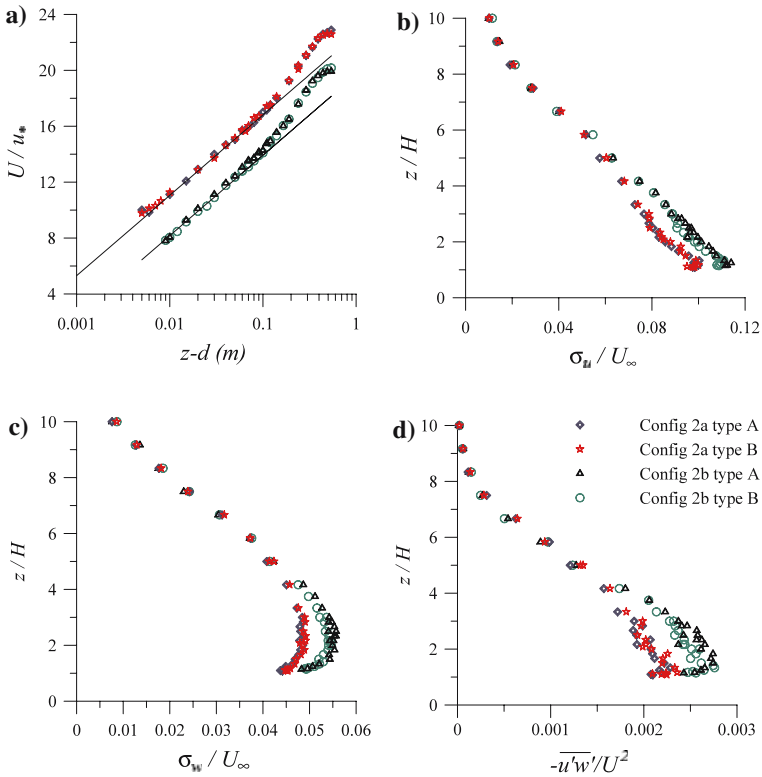 a)
24
20
16
12
8
4
U / u*
0.001
0.01
0.1
1
z-d (m)
b)
10
8
6
4
2
0
z / H
0
0.04
0.08
0.12
σu / U∞
c)
10
8
6
4
2
0
z / H
0
0.01
0.02
0.03
0.04
0.05
0.06
σw / U∞
d)
10
8
6
4
2
0
z / H
0
0.001
0.002
0.003
-u'w'/U²
Config 2a type A
Config 2a type B
Config 2b type A
Config 2b type B